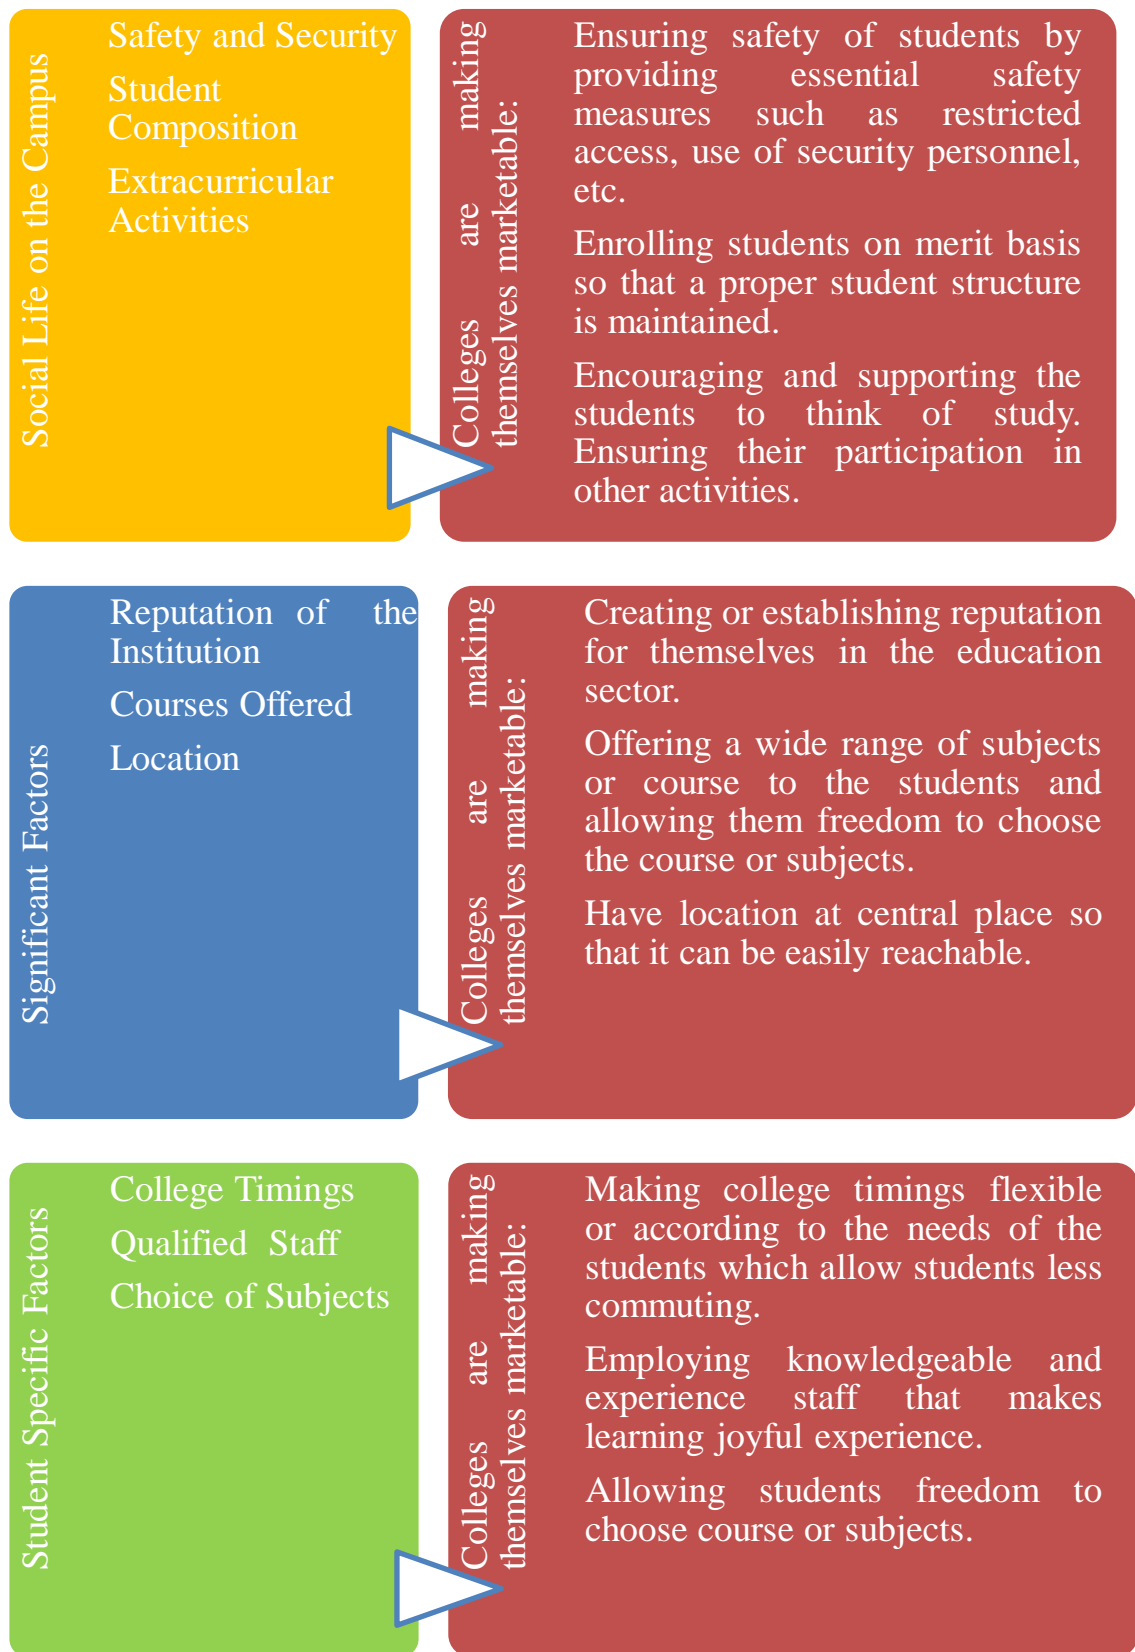 Social Life on the Campus
Safety and Security
Student
Composition
Extracurricular
Activities
Colleges are making
themselves marketable:
Ensuring safety of students by
providing essential safety
measures such as restricted
access, use of security personnel,
etc.
Enrolling students on merit basis
so that a proper student structure
is maintained.
Encouraging and supporting the
students to think of study.
Ensuring their participation in
other activities.
Significant Factors
Reputation of the
Institution
Courses Offered
Location
Colleges are making
themselves marketable:
Creating or establishing reputation
for themselves in the education
sector.
Offering a wide range of subjects
or course to the students and
allowing them freedom to choose
the course or subjects.
Have location at central place so
that it can be easily reachable.
Student Specific Factors
College Timings
Qualified Staff
Choice of Subjects
Colleges are making
themselves marketable:
Making college timings flexible
or according to the needs of the
students which allow students less
commuting.
Employing knowledgeable and
experience staff that makes
learning joyful experience.
Allowing students freedom to
choose course or subjects.